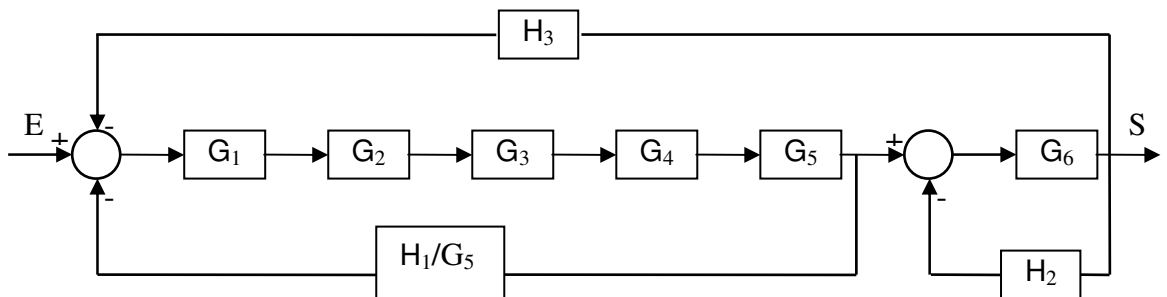 H₃
E + - S
G₁ G₂ G₃ G₄ G₅ + G₆
- -
H₁/G₅ H₂